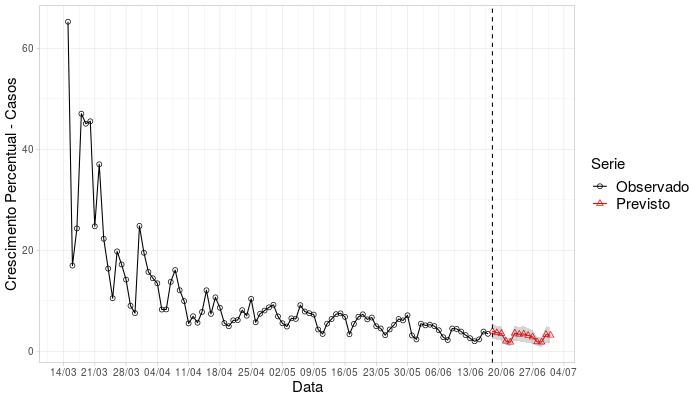 Crescimento Percentual - Casos
60
40
20
0
14/03 21/03 28/03 04/04 11/04 18/04 25/04 02/05 09/05 16/05 23/05 30/05 06/06 13/06 20/06 27/06 04/07
Data
Serie
Observado
Previsto